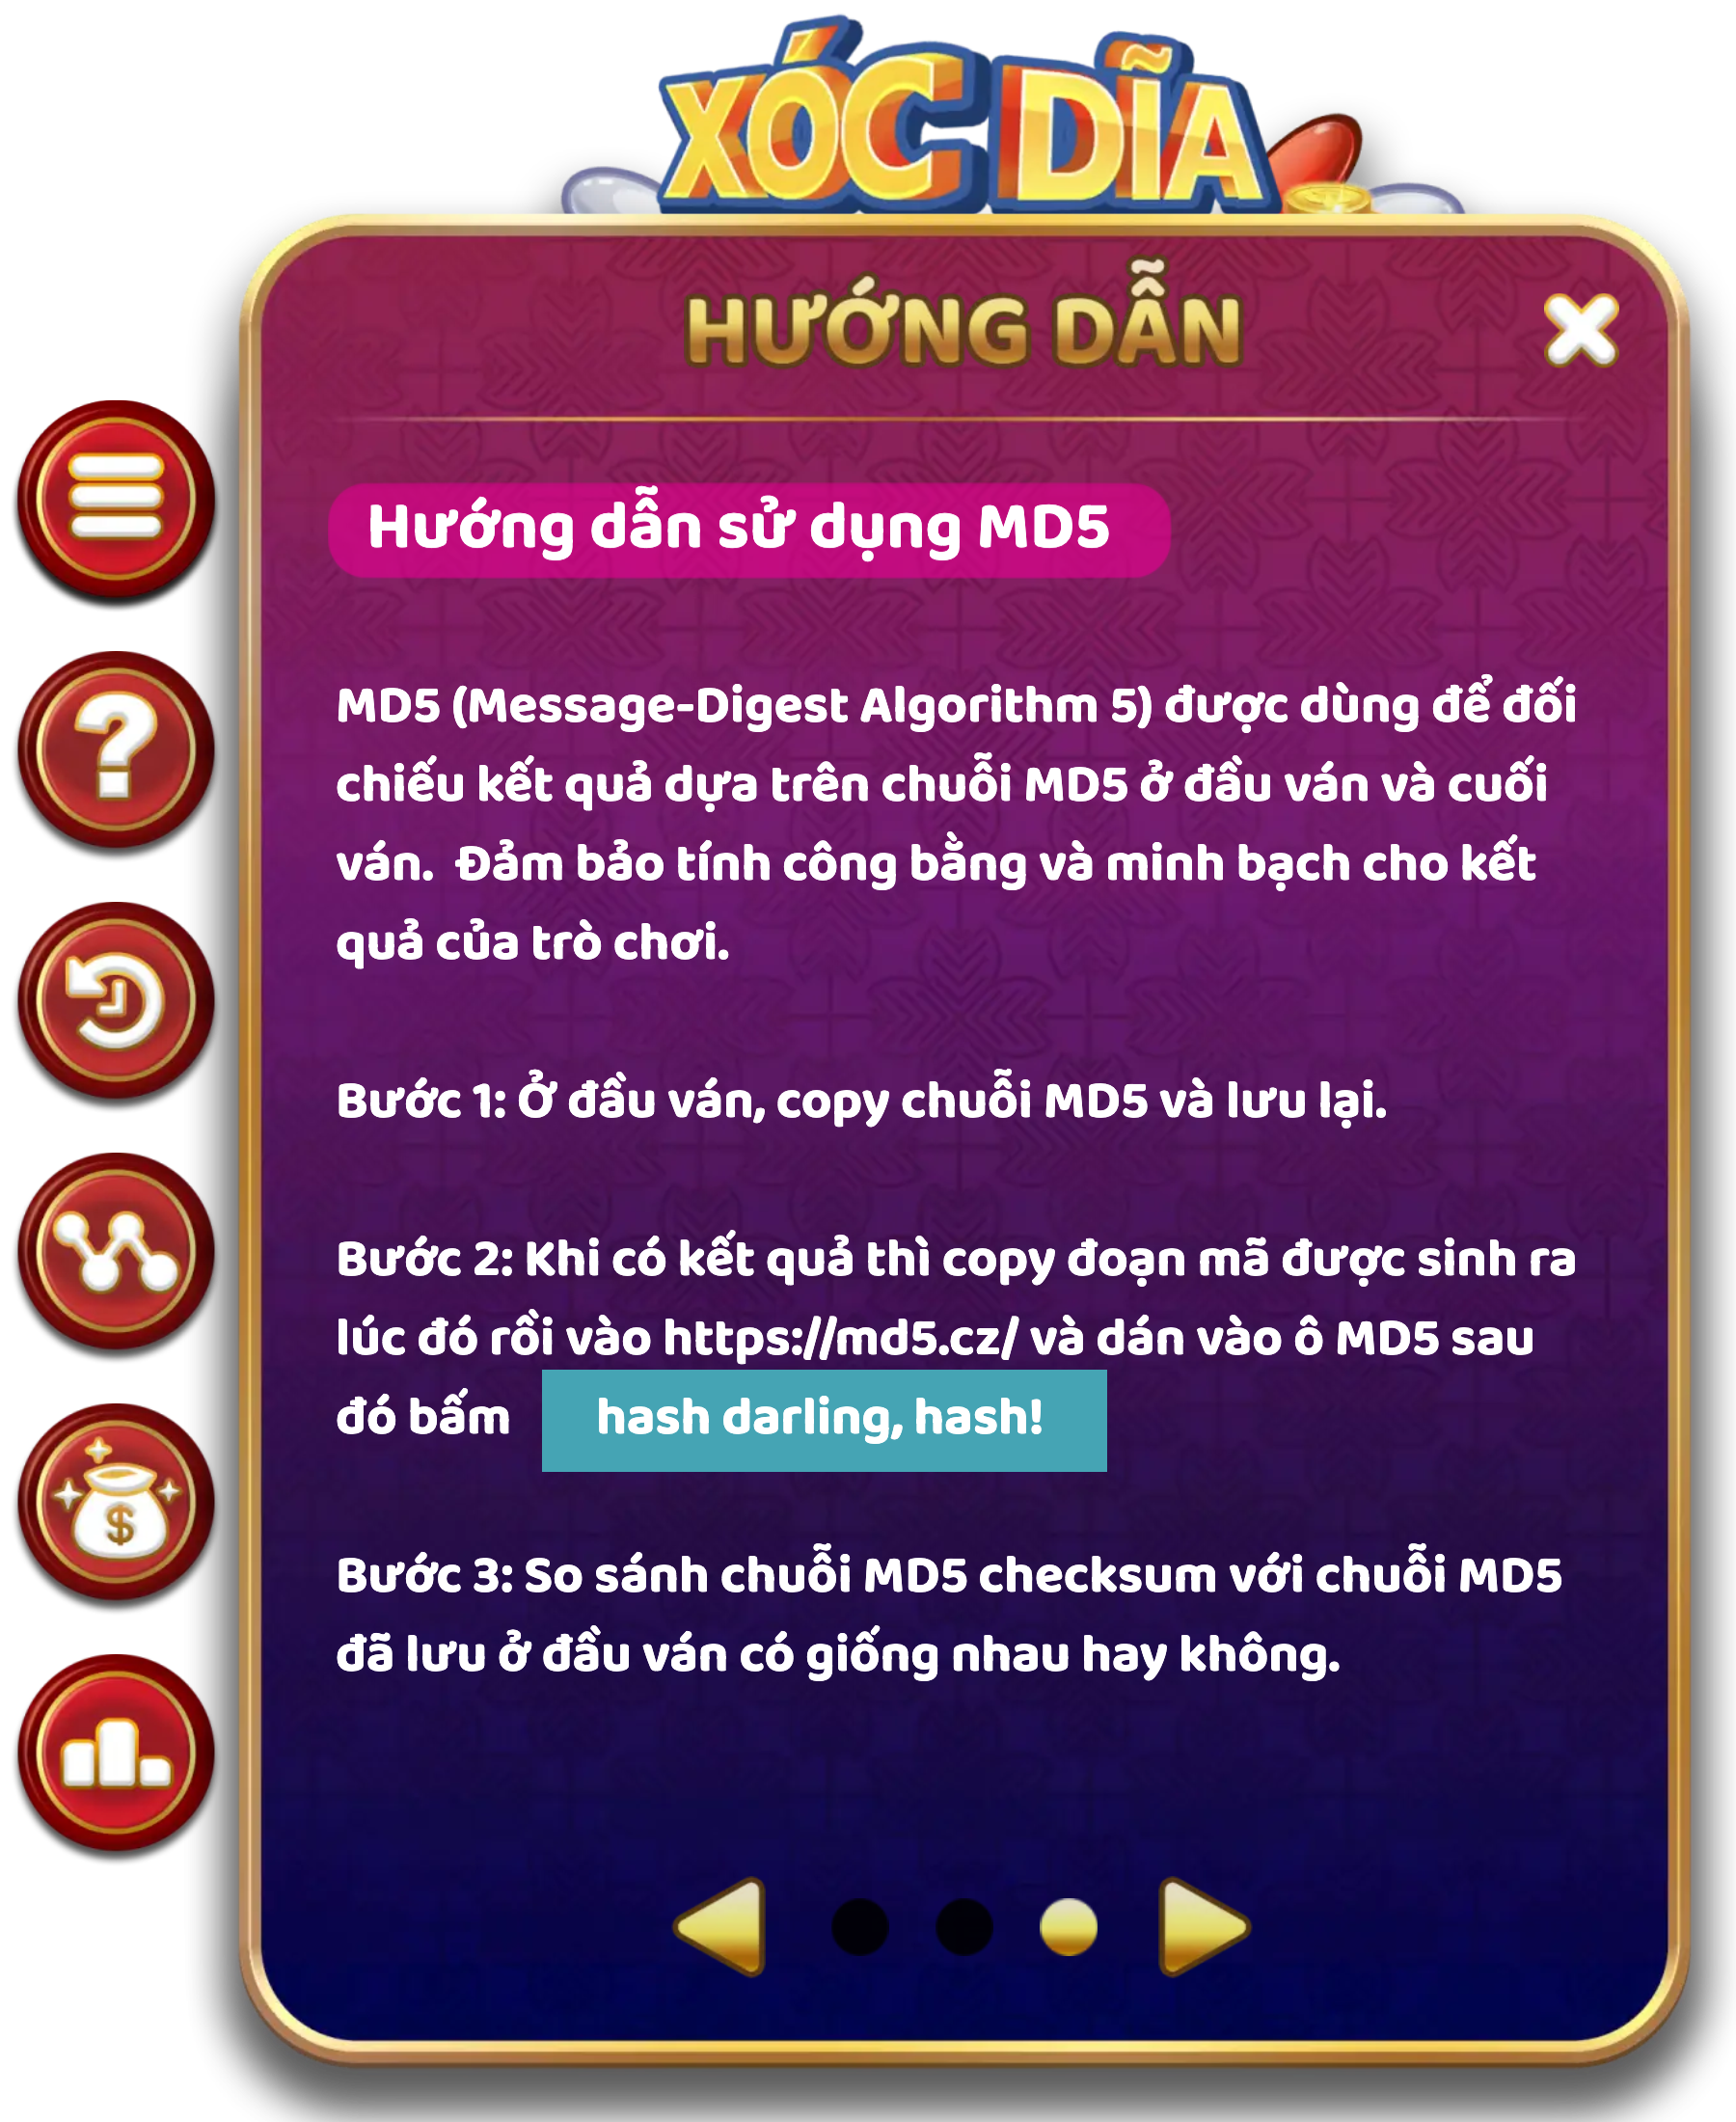 XÓC DĨA
HƯỚNG DẪN
Hướng dẫn sử dụng MD5
MD5 (Message-Digest Algorithm 5) được dùng để đối
chiếu kết quả dựa trên chuỗi MD5 ở đầu ván và cuối
ván. Đảm bảo tính công bằng và minh bạch cho kết
quả của trò chơi.
Bước 1: Ở đầu ván, copy chuỗi MD5 và lưu lại.
Bước 2: Khi có kết quả thì copy đoạn mã được sinh ra
lúc đó rồi vào https://md5.cz/ và dán vào ô MD5 sau
đó bấm hash darling, hash!
Bước 3: So sánh chuỗi MD5 checksum với chuỗi MD5
đã lưu ở đầu ván có giống nhau hay không.